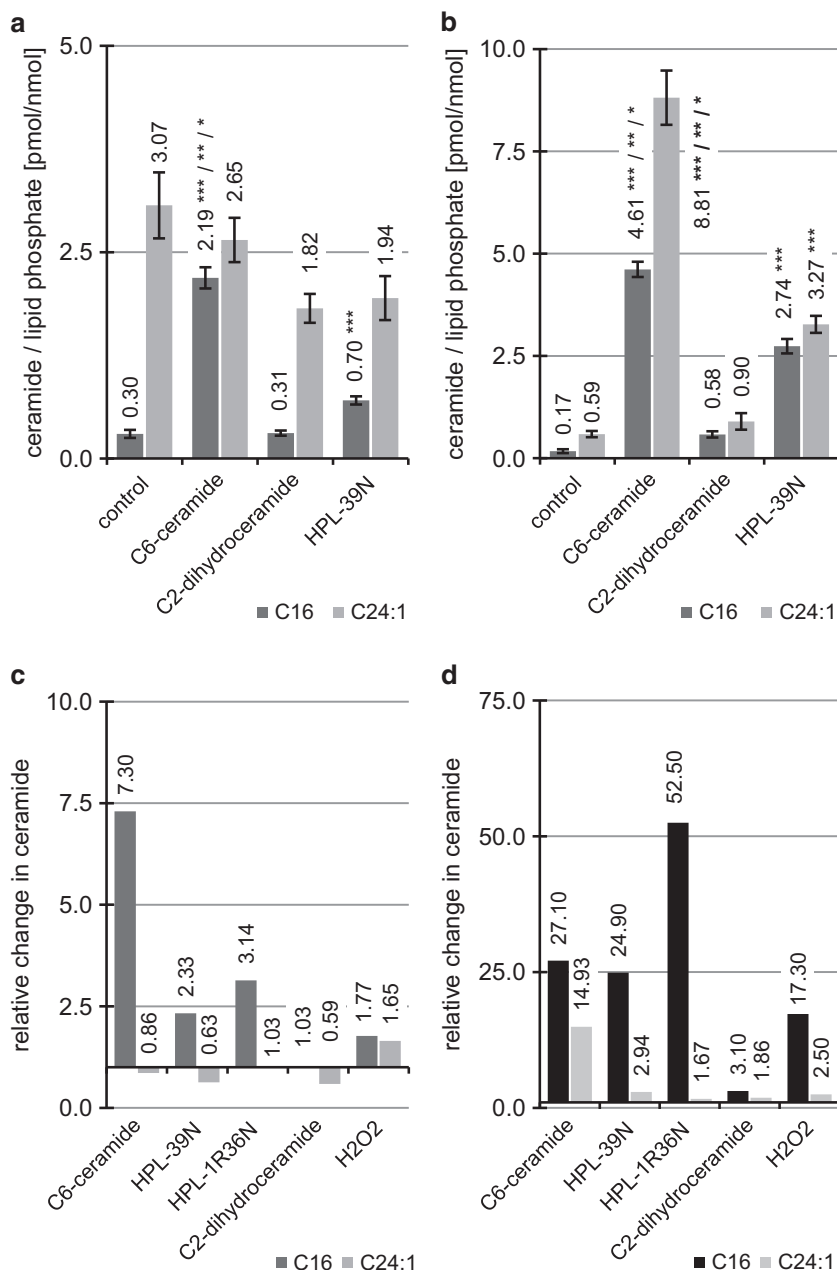 a
ceramide / lipid phosphate [pmol/nmol]
5.0
2.5
0.0
0.30
3.07
2.19 *** / ** / *
2.65
0.31
1.82
0.70 ***
1.94
control
C6-ceramide
C2-dihydroceramide
HPL-39N
C16 C24:1
b
ceramide / lipid phosphate [pmol/nmol]
10.0
7.5
5.0
2.5
0.0
0.17
0.59
4.61 *** / ** / *
8.81 *** / ** / *
0.58
0.90
2.74 ***
3.27 ***
control
C6-ceramide
C2-dihydroceramide
HPL-39N
C16 C24:1
c
relative change in ceramide
10.0
7.5
5.0
2.5
0.0
7.30
0.86
2.33
0.63
3.14
1.03
1.03
0.59
1.77
1.65
C6-ceramide
HPL-39N
HPL-1R36N
C2-dihydroceramide
H2O2
C16 C24:1
d
relative change in ceramide
75.0
50.0
25.0
0.0
27.10
14.93
24.90
2.94
52.50
1.67
3.10
1.86
17.30
2.50
C6-ceramide
HPL-39N
HPL-1R36N
C2-dihydroceramide
H2O2
C16 C24:1